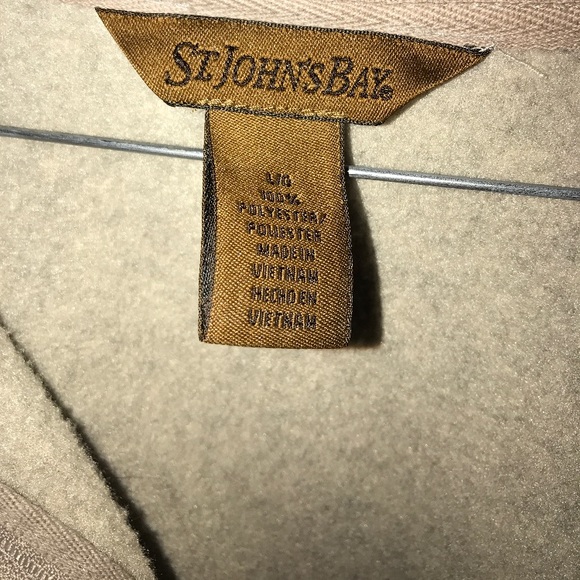 ST. JOHN'S BAY®
L/G
100%
POLYESTER/
POLIESTER
MADE IN
VIETNAM
HECHO EN
VIETNAM